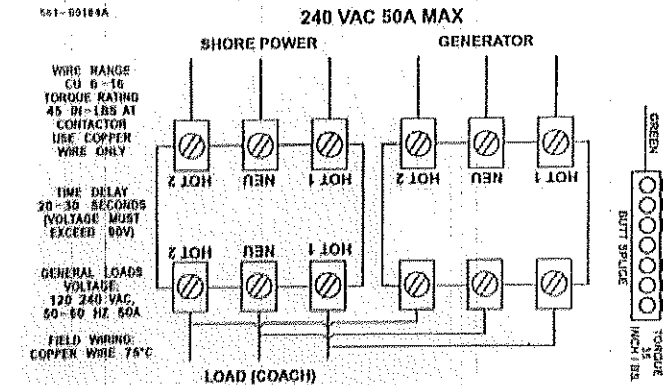 561-00184A
240 VAC 50A MAX
SHORE POWER
GENERATOR
WIRE RANGE
CU 6-16
TORQUE RATING
45 IN-LBS AT
CONTACTOR
USE COPPER
WIRE ONLY
HOT 2
NEU
HOT 1
HOT 2
NEU
HOT 1
TIME DELAY
20-30 SECONDS
(VOLTAGE MUST
EXCEED 90V)
HOT 2
NEU
HOT 1
GENERAL LOADS
VOLTAGE:
120 240 VAC,
50-60 HZ 50A
FIELD WIRING:
COPPER WIRE 75°C
LOAD (COACH)
GREEN
BUTT SPLICE
TORQUE
35
INCH LBS.